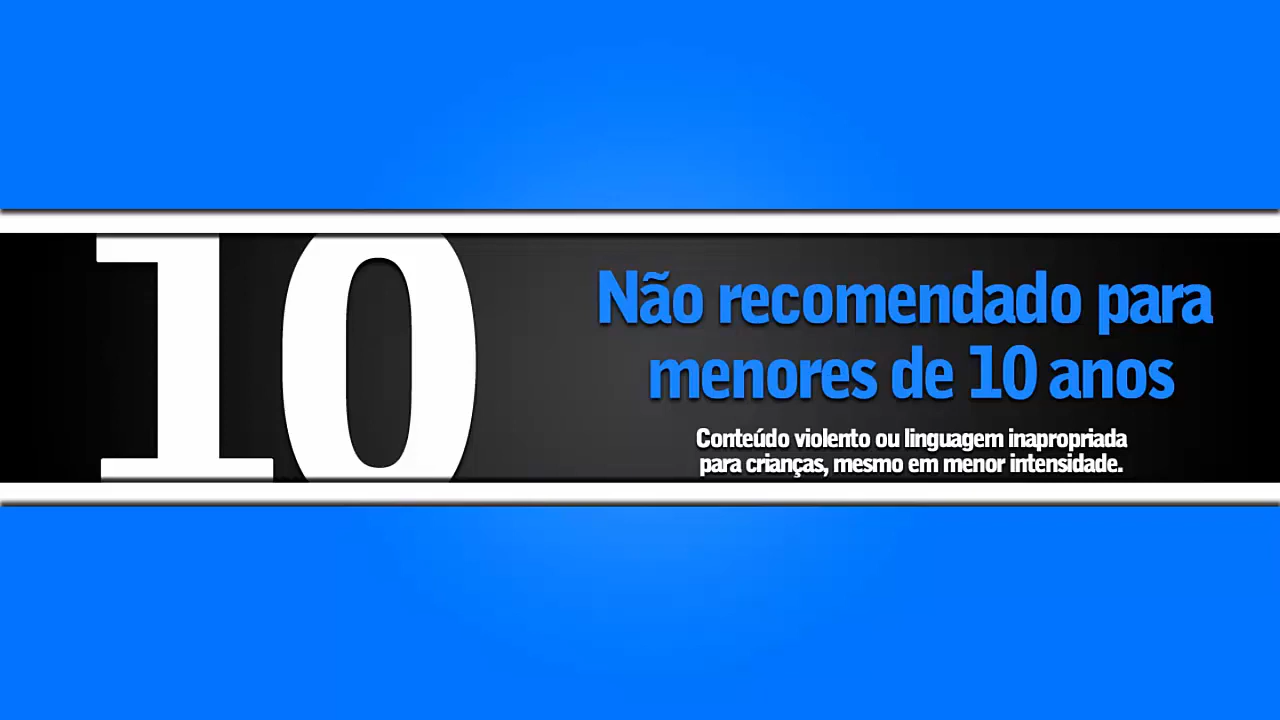 10
Não recomendado para
menores de 10 anos
Conteúdo violento ou linguagem inapropriada
para crianças, mesmo em menor intensidade.